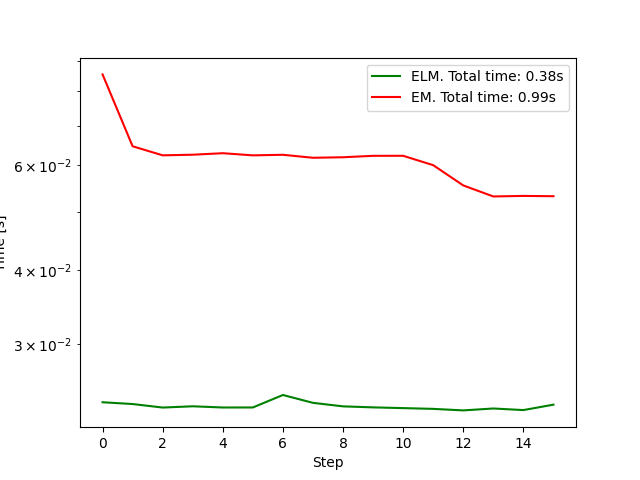 ELM. Total time: 0.38s
EM. Total time: 0.99s
6 × 10⁻²
4 × 10⁻²
3 × 10⁻²
Time [s]
0 2 4 6 8 10 12 14
Step